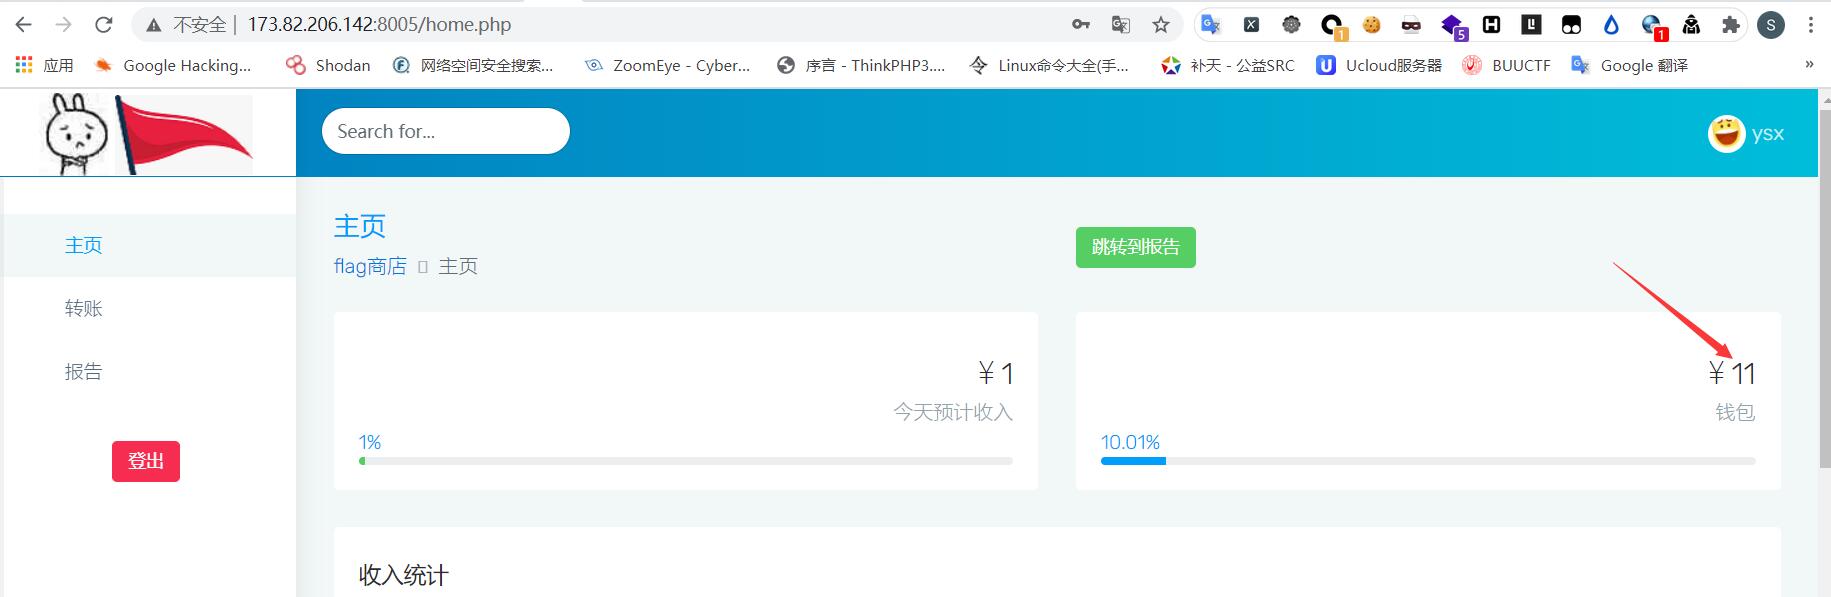 不安全 | 173.82.206.142:8005/home.php
1 5 1 S
应用 Google Hacking... Shodan 网络空间安全搜索... ZoomEye - Cyber... 序言 - ThinkPHP3.... Linux命令大全(手... 补天 - 公益SRC Ucloud服务器 BUUCTF Google 翻译 »
Search for...
ysx
主页
转账
报告
登出
主页
flag商店 主页
跳转到报告
￥1
今天预计收入
1%
￥11
钱包
10.01%
收入统计